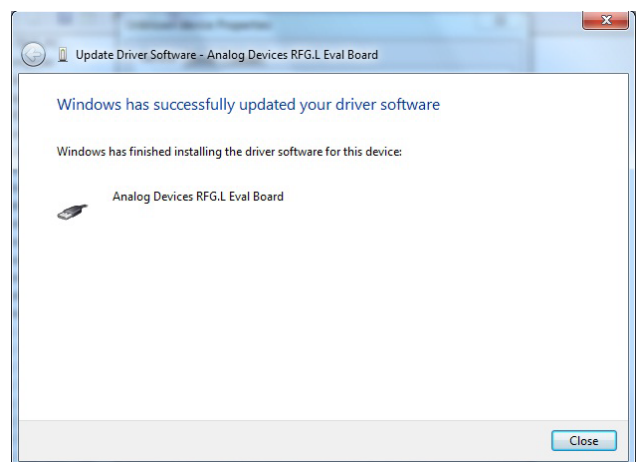 Update Driver Software - Analog Devices RFG.L Eval Board
Windows has successfully updated your driver software
Windows has finished installing the driver software for this device:
Analog Devices RFG.L Eval Board
Close